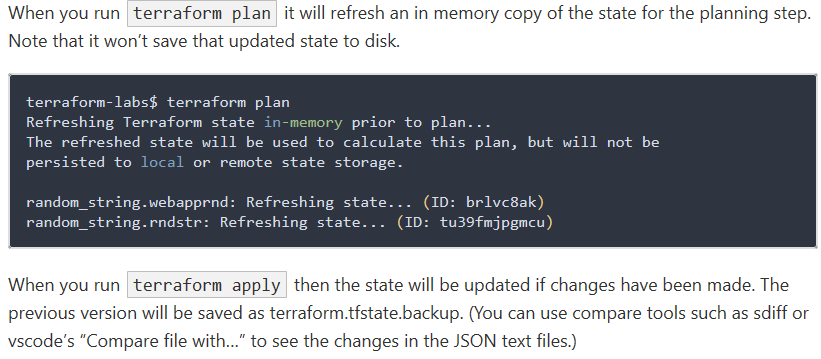 When you run terraform plan it will refresh an in memory copy of the state for the planning step.
Note that it won’t save that updated state to disk.
terraform-labs$ terraform plan
Refreshing Terraform state in-memory prior to plan...
The refreshed state will be used to calculate this plan, but will not be
persisted to local or remote state storage.
random_string.webapprnd: Refreshing state... (ID: brlvc8ak)
random_string.rndstr: Refreshing state... (ID: tu39fmjpgmcu)
When you run terraform apply then the state will be updated if changes have been made. The
previous version will be saved as terraform.tfstate.backup. (You can use compare tools such as sdiff or
vscode’s “Compare file with...” to see the changes in the JSON text files.)